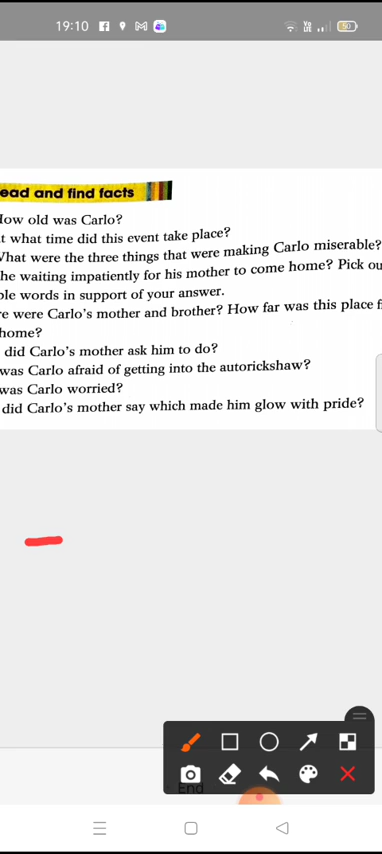 19:10
Vo
LTE
50
ead and find facts
How old was Carlo?
t what time did this event take place?
What were the three things that were making Carlo miserable?
he waiting impatiently for his mother to come home? Pick ou
ble words in support of your answer.
re were Carlo's mother and brother? How far was this place f
home?
did Carlo's mother ask him to do?
was Carlo afraid of getting into the autorickshaw?
was Carlo worried?
did Carlo's mother say which made him glow with pride?
End